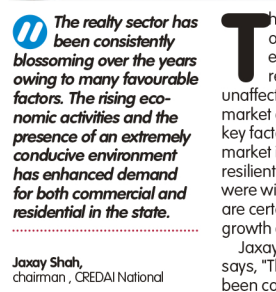 The realty sector has
been consistently
blossoming over the years
owing to many favourable
factors. The rising eco-
nomic activities and the
presence of an extremely
conducive environment
has enhanced demand
for both commercial and
residential in the state.
Jaxay Shah,
chairman , CREDAI National
T
unaffect
market
key fact
market
resilient
were wi
are cert
growth
Jaxay
says, "T
been co